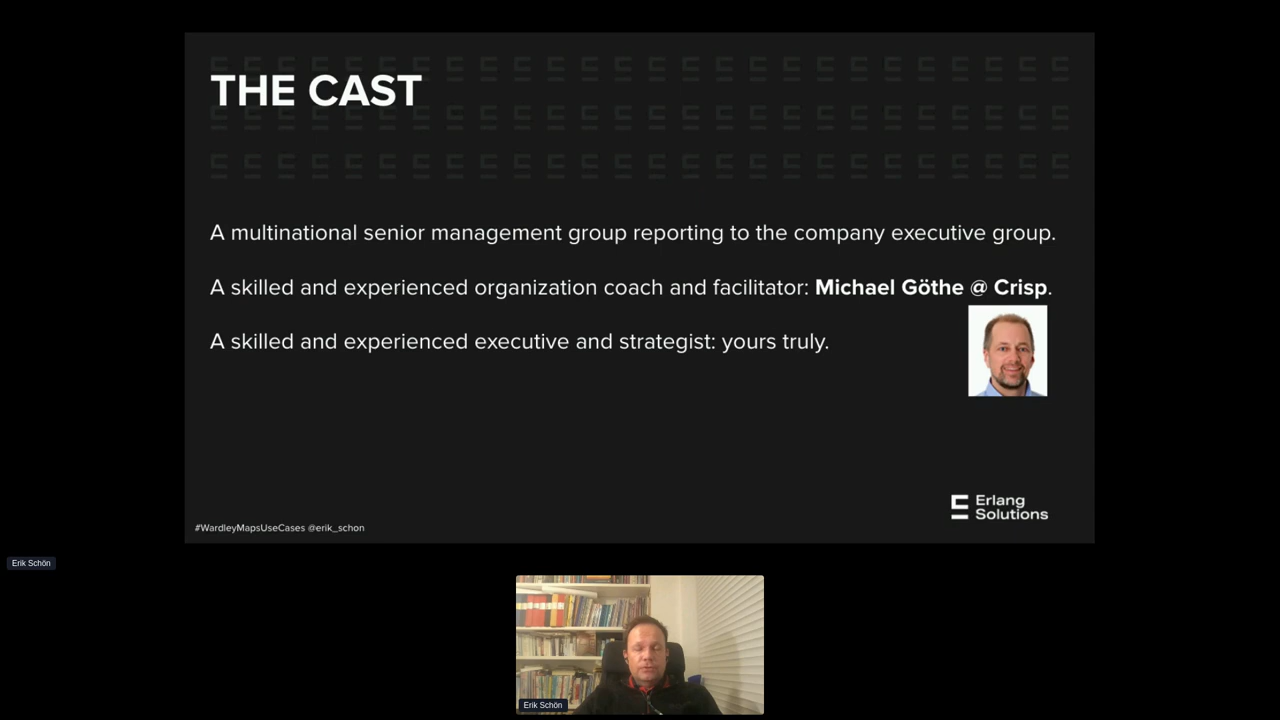 THE CAST
A multinational senior management group reporting to the company executive group.
A skilled and experienced organization coach and facilitator: Michael Göthe @ Crisp.
A skilled and experienced executive and strategist: yours truly.
Erlang
Solutions
#WardleyMapsUseCases @erik_schon
Erik Schön
Erik Schön